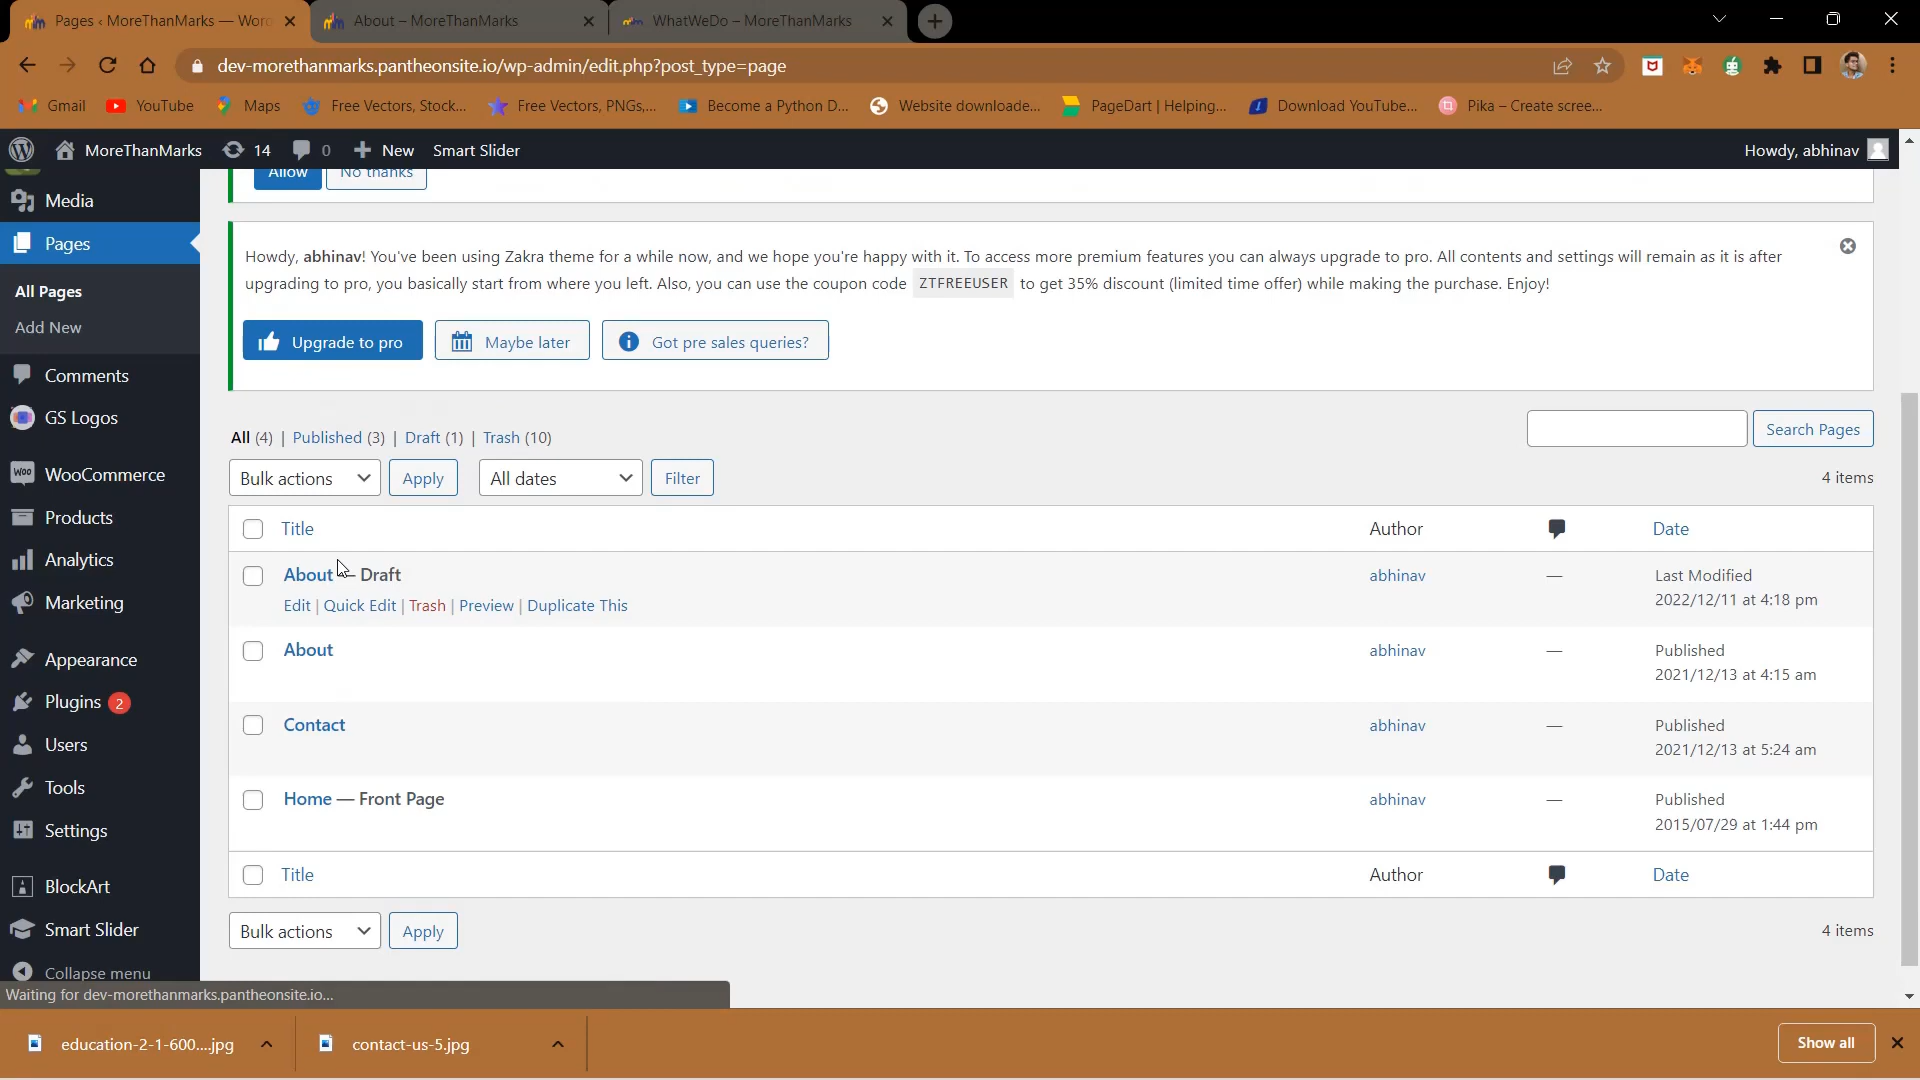 Pages ‹ MoreThanMarks — Wor
About – MoreThanMarks
WhatWeDo – MoreThanMarks
dev-morethanmarks.pantheonsite.io/wp-admin/edit.php?post_type=page
Gmail
YouTube
Maps
Free Vectors, Stock...
Free Vectors, PNGs,...
Become a Python D...
Website downloade...
PageDart | Helping...
Download YouTube...
Pika – Create scree...
MoreThanMarks
14
0
New
Smart Slider
Howdy, abhinav
Media
Pages
All Pages
Add New
Comments
GS Logos
WooCommerce
Products
Analytics
Marketing
Appearance
Plugins 2
Users
Tools
Settings
BlockArt
Smart Slider
Collapse menu
Allow
No thanks
Howdy, abhinav! You've been using Zakra theme for a while now, and we hope you're happy with it. To access more premium features you can always upgrade to pro. All contents and settings will remain as it is after
upgrading to pro, you basically start from where you left. Also, you can use the coupon code ZTFREEUSER to get 35% discount (limited time offer) while making the purchase. Enjoy!
Upgrade to pro
Maybe later
Got pre sales queries?
All (4) | Published (3) | Draft (1) | Trash (10)
Search Pages
Bulk actions
Apply
All dates
Filter
4 items
Title
Author
Date
About — Draft
abhinav
—
Last Modified
2022/12/11 at 4:18 pm
Edit | Quick Edit | Trash | Preview | Duplicate This
About
abhinav
—
Published
2021/12/13 at 4:15 am
Contact
abhinav
—
Published
2021/12/13 at 5:24 am
Home — Front Page
abhinav
—
Published
2015/07/29 at 1:44 pm
Title
Author
Date
Bulk actions
Apply
4 items
Waiting for dev-morethanmarks.pantheonsite.io...
education-2-1-600....jpg
contact-us-5.jpg
Show all